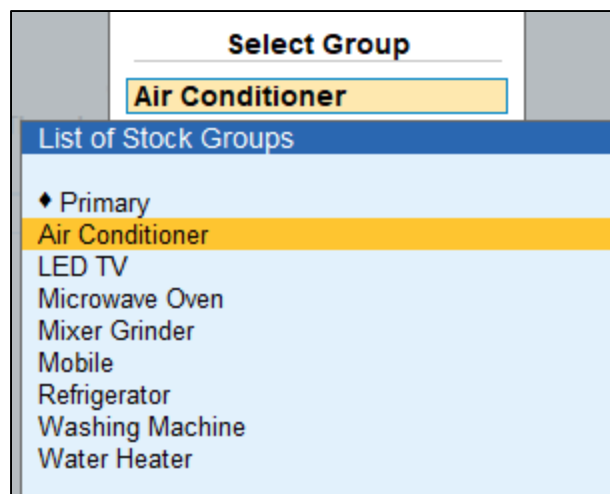 Select Group
Air Conditioner
List of Stock Groups
♦ Primary
Air Conditioner
LED TV
Microwave Oven
Mixer Grinder
Mobile
Refrigerator
Washing Machine
Water Heater